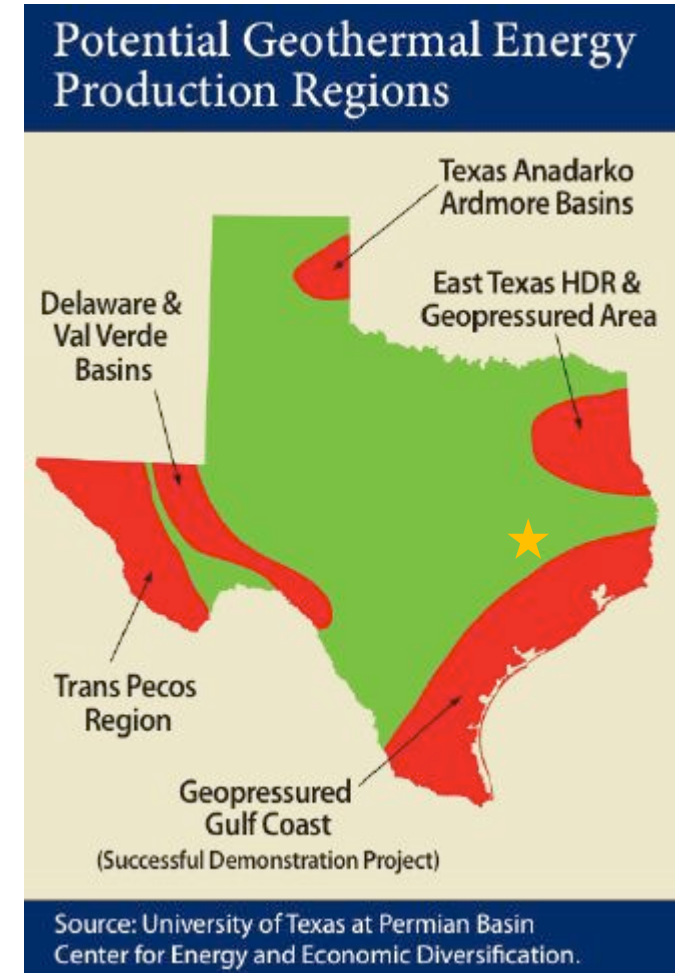 Potential Geothermal Energy
Production Regions
Texas Anadarko
Ardmore Basins
East Texas HDR &
Geopressured Area
Delaware &
Val Verde
Basins
Trans Pecos
Region
Geopressured
Gulf Coast
(Successful Demonstration Project)
Source: University of Texas at Permian Basin
Center for Energy and Economic Diversification.